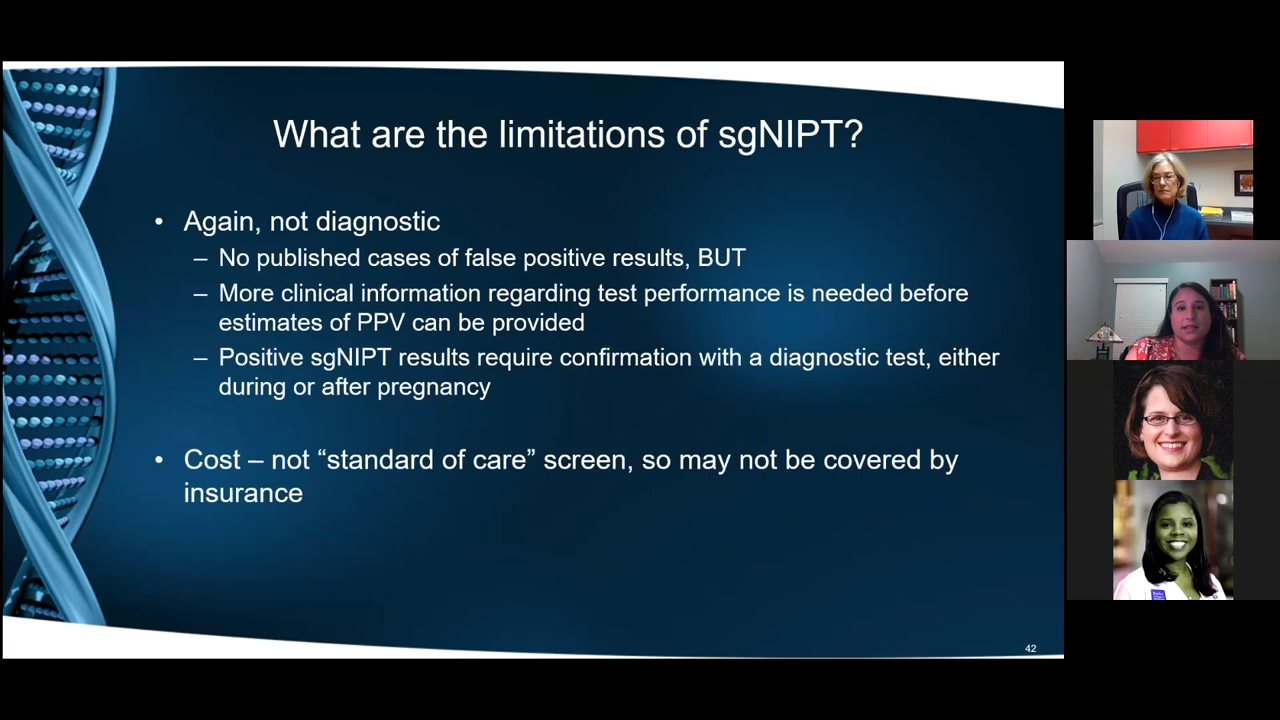 What are the limitations of sgNIPT?
• Again, not diagnostic
– No published cases of false positive results, BUT
– More clinical information regarding test performance is needed before
estimates of PPV can be provided
– Positive sgNIPT results require confirmation with a diagnostic test, either
during or after pregnancy
• Cost – not “standard of care” screen, so may not be covered by
insurance
42